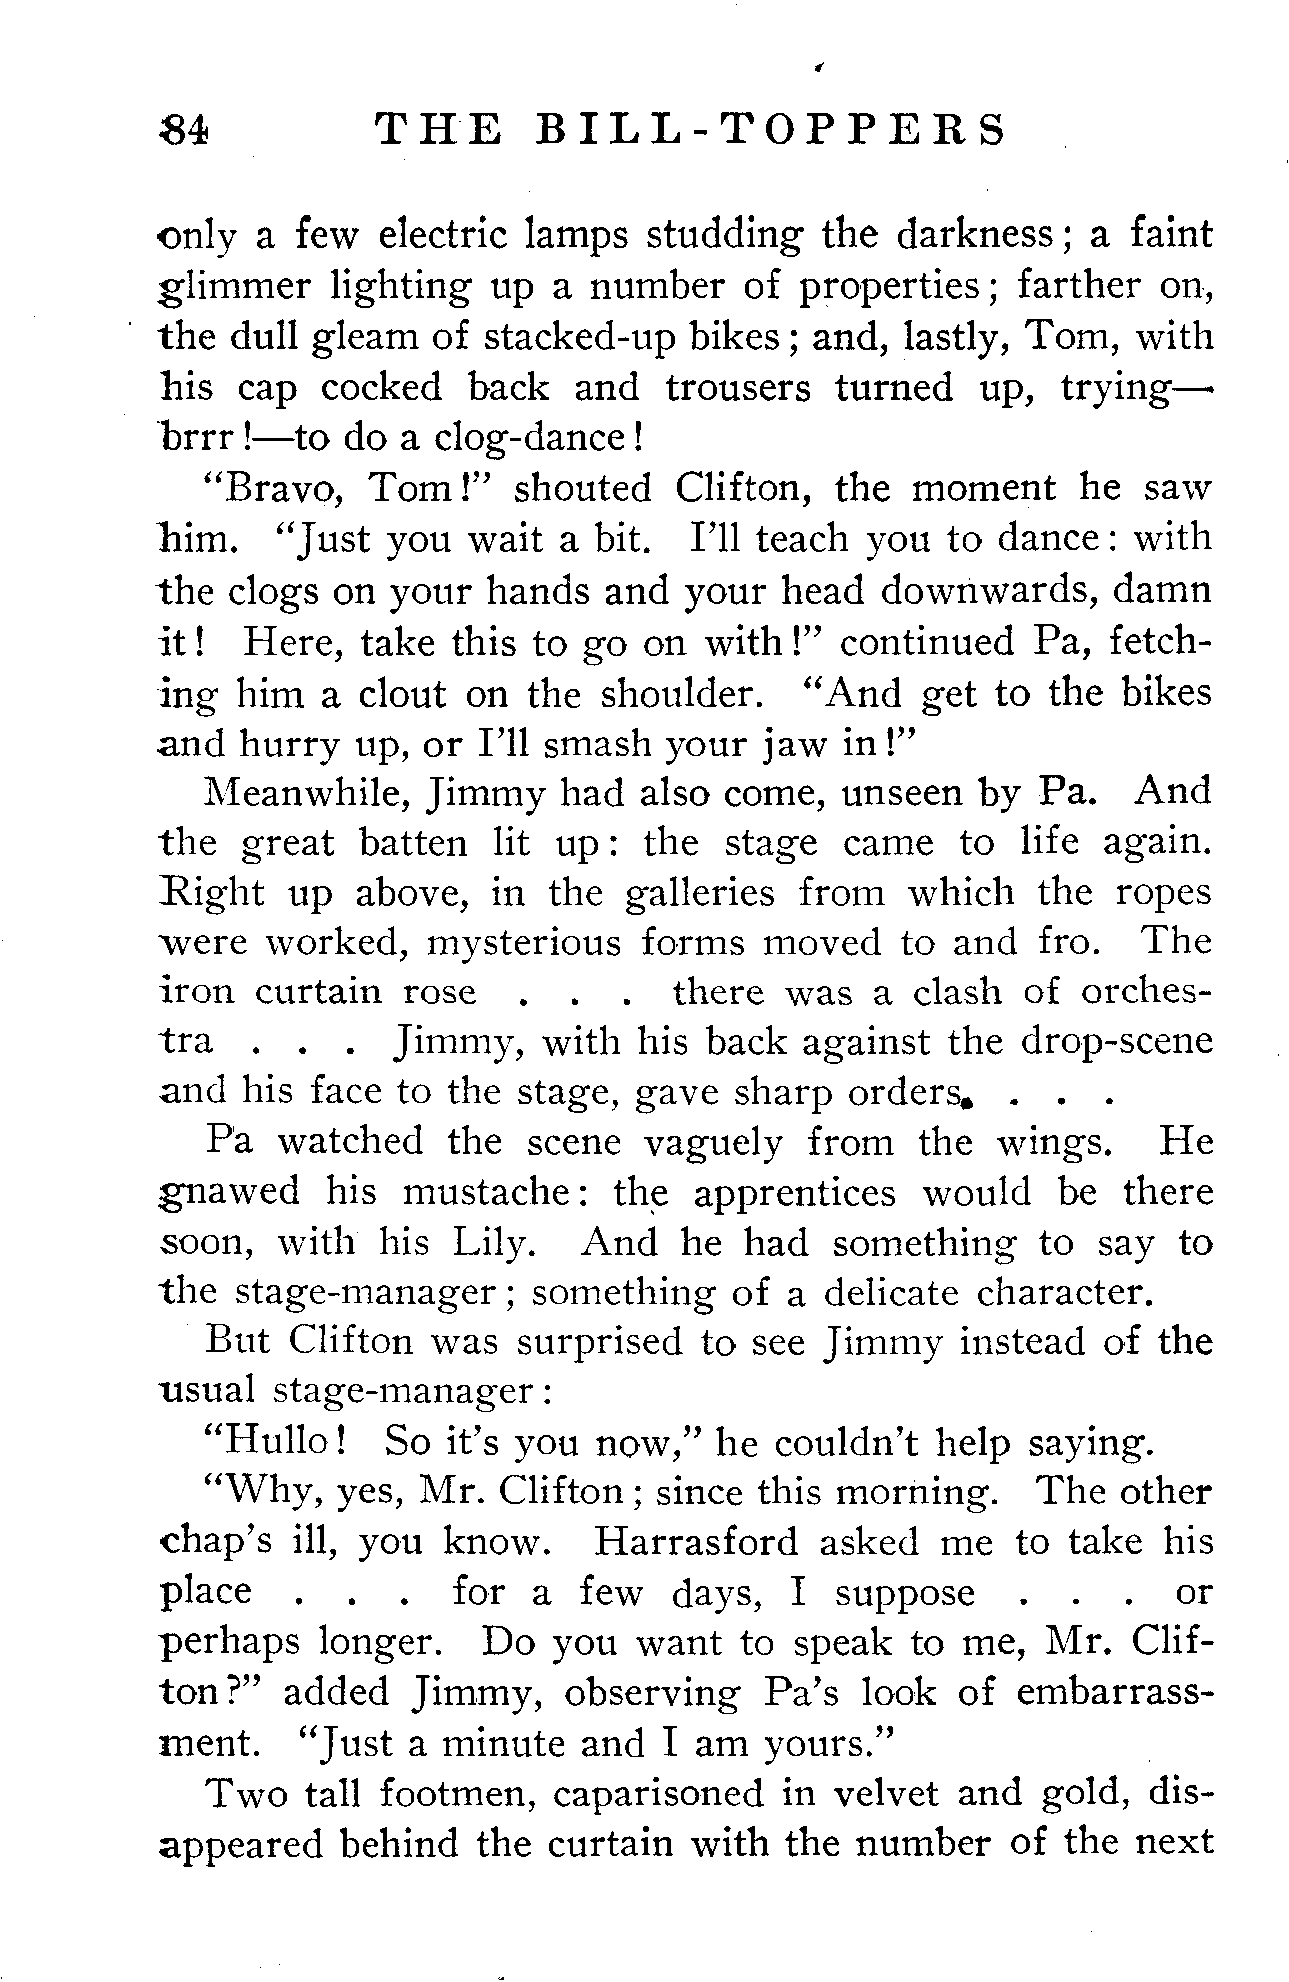 84 THE BILL-TOPPERS
only a few electric lamps studding the darkness; a faint
glimmer lighting up a number of properties; farther on,
the dull gleam of stacked-up bikes; and, lastly, Tom, with
his cap cocked back and trousers turned up, trying—
brrr!—to do a clog-dance!
"Bravo, Tom!" shouted Clifton, the moment he saw
him. "Just you wait a bit. I'll teach you to dance: with
the clogs on your hands and your head downwards, damn
it! Here, take this to go on with!" continued Pa, fetch-
ing him a clout on the shoulder. "And get to the bikes
and hurry up, or I'll smash your jaw in!"
Meanwhile, Jimmy had also come, unseen by Pa. And
the great batten lit up: the stage came to life again.
Right up above, in the galleries from which the ropes
were worked, mysterious forms moved to and fro. The
iron curtain rose . . . there was a clash of orches-
tra . . . Jimmy, with his back against the drop-scene
and his face to the stage, gave sharp orders. . . .
Pa watched the scene vaguely from the wings. He
gnawed his mustache: the apprentices would be there
soon, with his Lily. And he had something to say to
the stage-manager; something of a delicate character.
But Clifton was surprised to see Jimmy instead of the
usual stage-manager:
"Hullo! So it's you now," he couldn't help saying.
"Why, yes, Mr. Clifton; since this morning. The other
chap's ill, you know. Harrasford asked me to take his
place . . . for a few days, I suppose . . . or
perhaps longer. Do you want to speak to me, Mr. Clif-
ton?" added Jimmy, observing Pa's look of embarrass-
ment. "Just a minute and I am yours."
Two tall footmen, caparisoned in velvet and gold, dis-
appeared behind the curtain with the number of the next